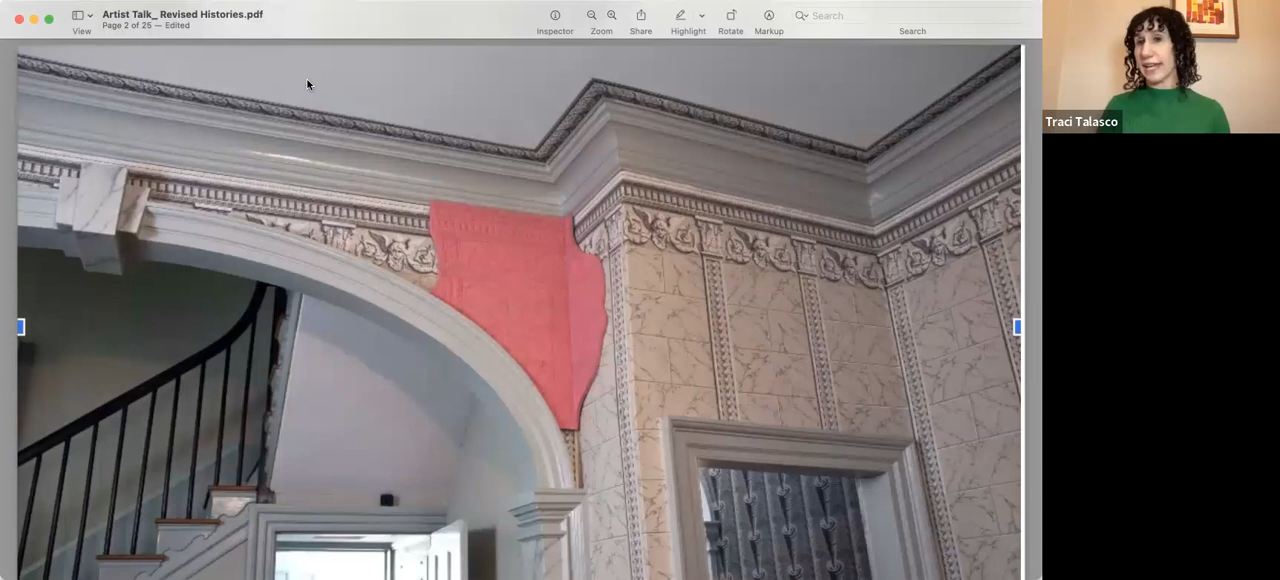 Artist Talk_ Revised Histories.pdf
Page 2 of 25 — Edited
View
Inspector
Zoom
Share
Highlight
Rotate
Markup
Search
Search
Traci Talasco